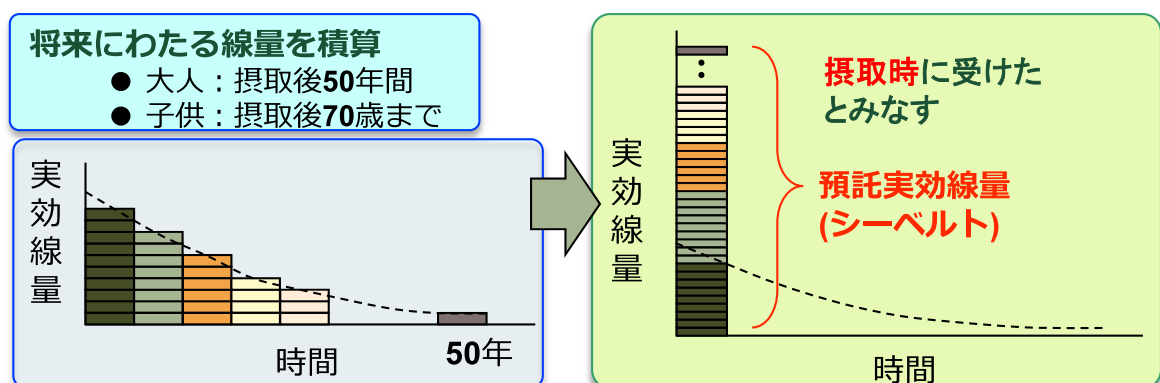 将来にわたる線量を積算
● 大人：摂取後50年間
● 子供：摂取後70歳まで
実効線量
時間
50年
実効線量
摂取時に受けた
とみなす
預託実効線量
(シーベルト)
時間